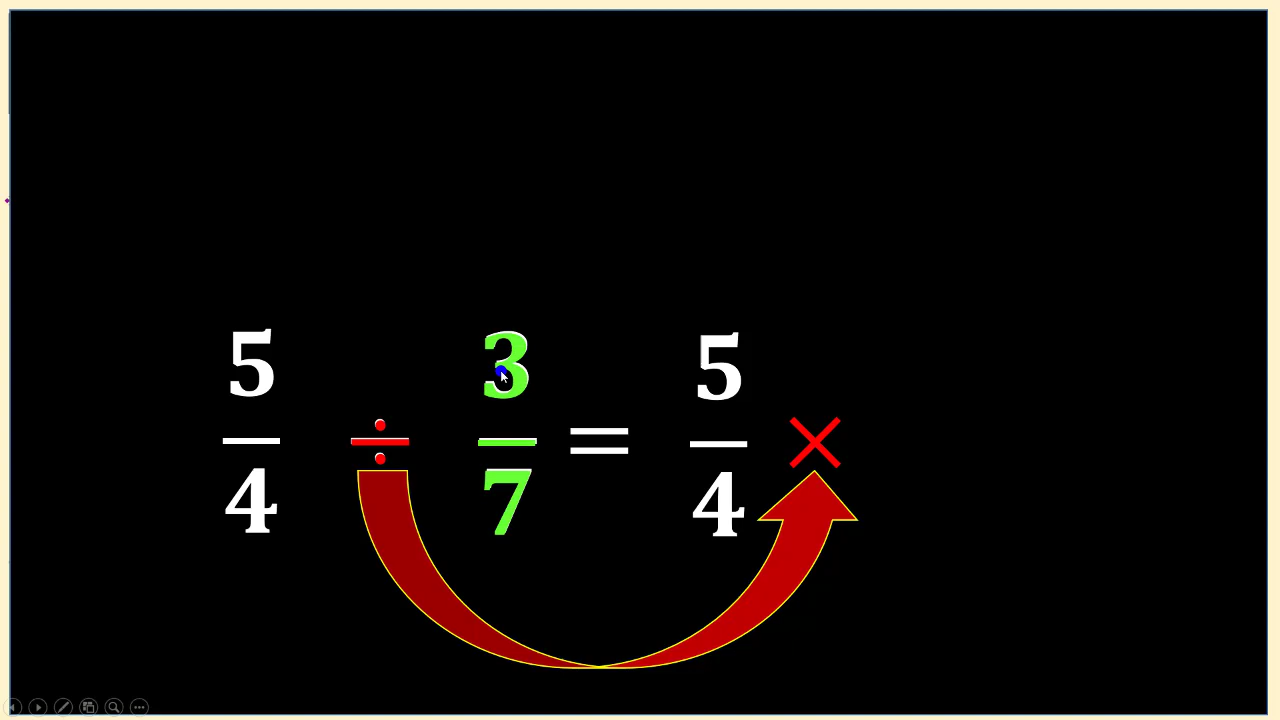 5/4 ÷ 3/7 = 5/4 ×